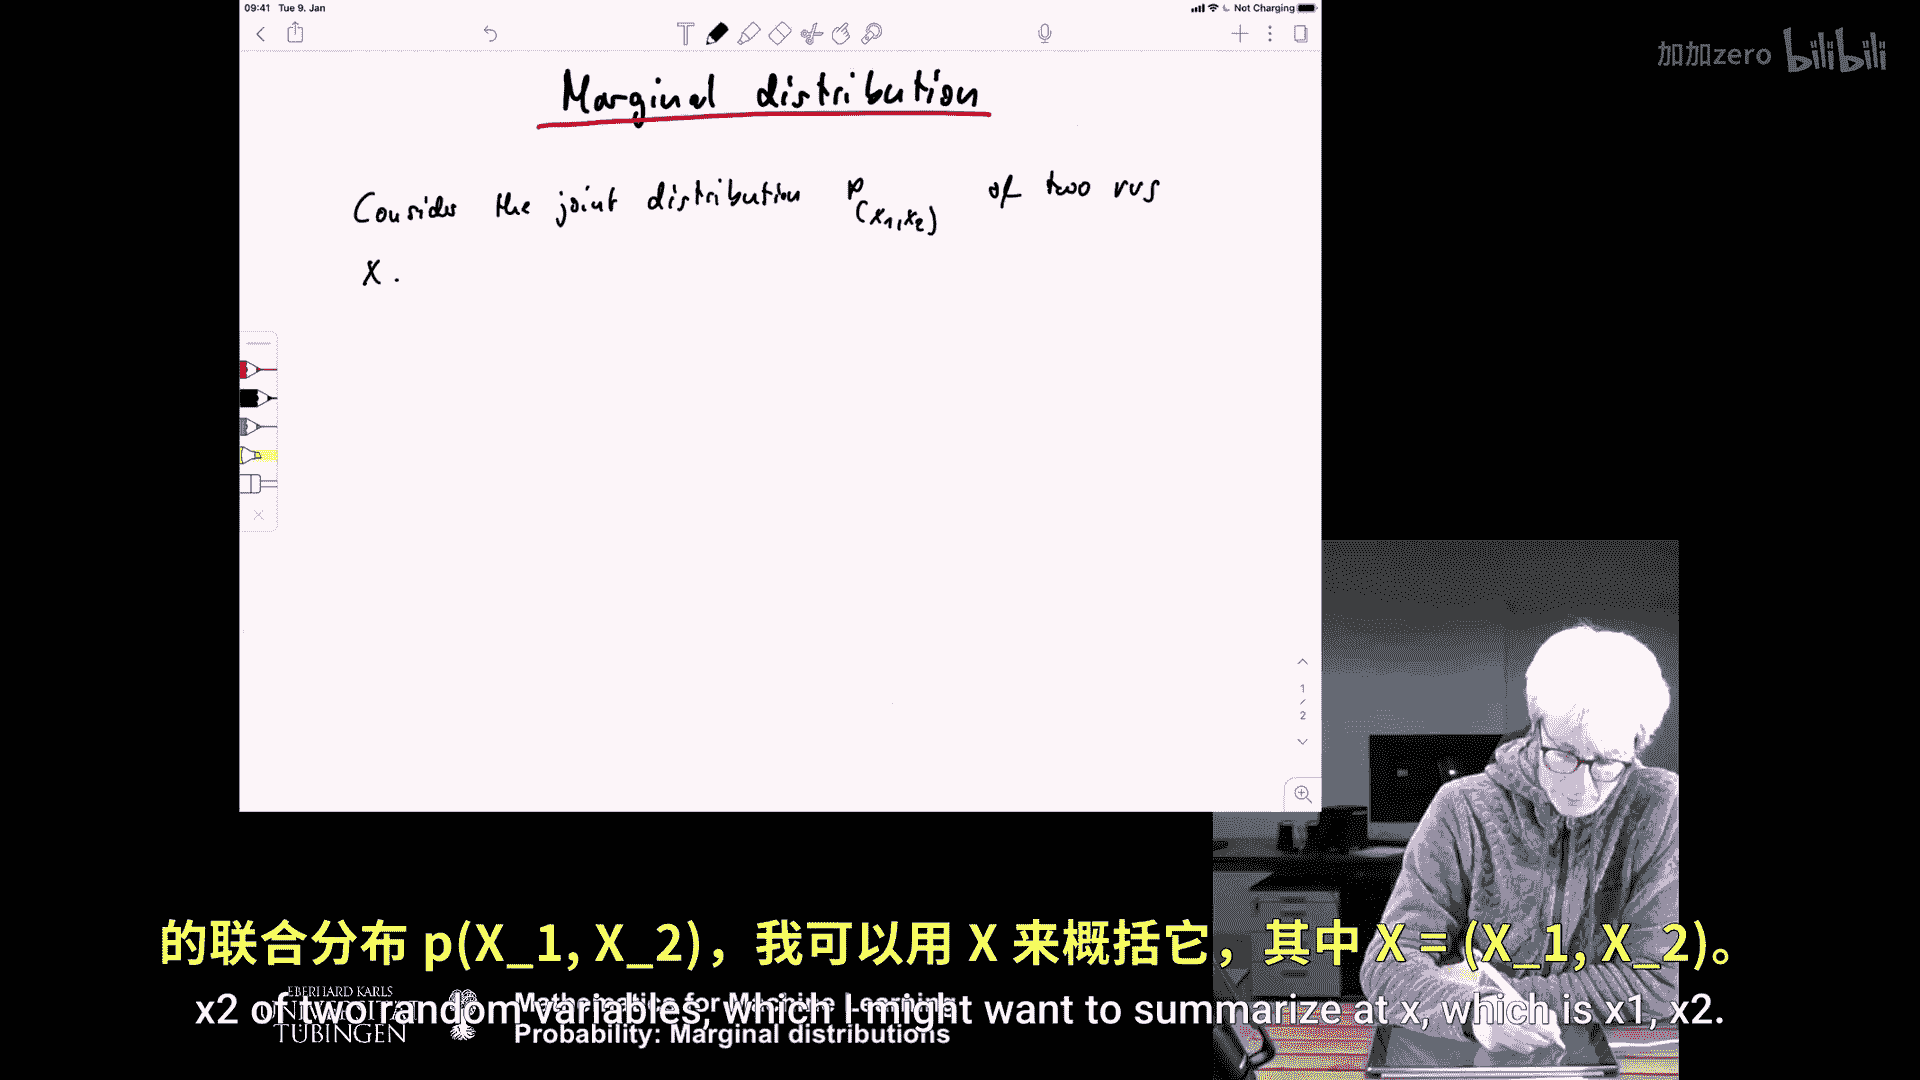 09:41 Tue 9. Jan
Not Charging
加加zero bilibili
Marginal distribution
Consider the joint distribution P(X1,X2) of two rvs
X.
1
2
的联合分布 p(X_1, X_2)，我可以用 X 来概括它，其中 X = (X_1, X_2)。
x2 of two random variables, which I might want to summarize at x, which is x1, x2.
EBERHARD KARLS
UNIVERSITÄT
TÜBINGEN
Mathematics for Machine Learning
Probability: Marginal distributions